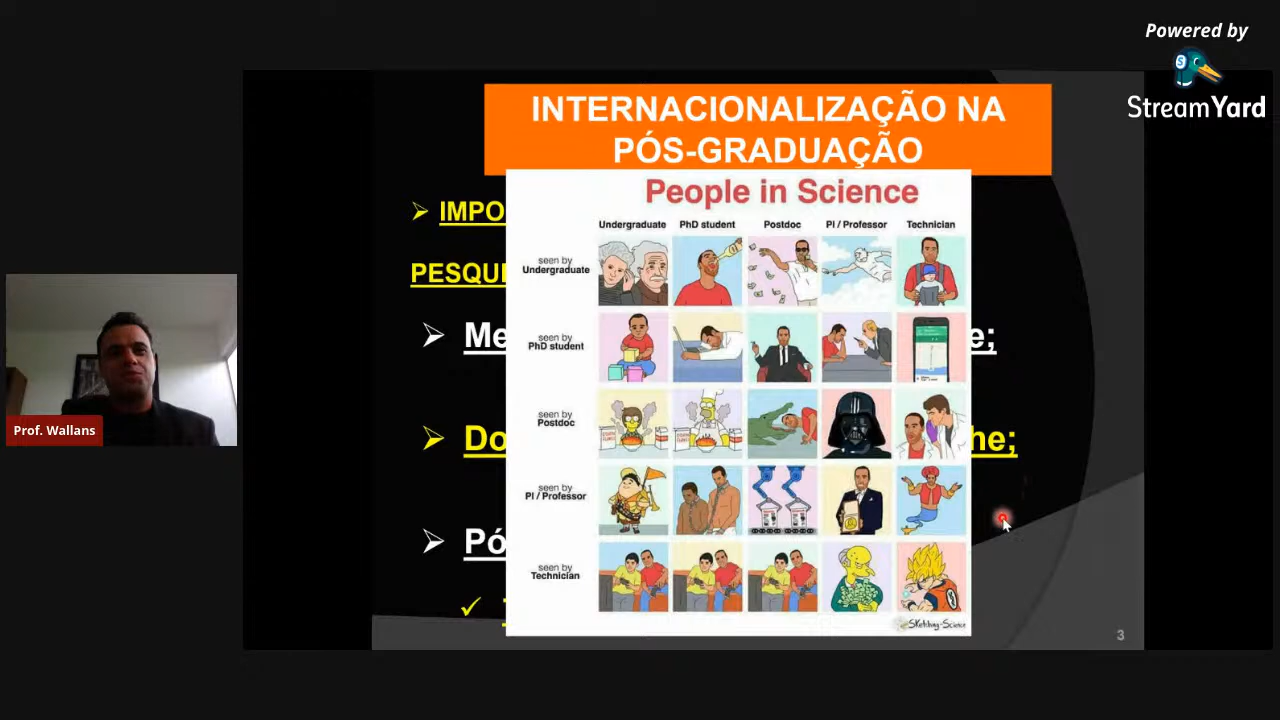 Powered by
StreamYard
INTERNACIONALIZAÇÃO NA
PÓS-GRADUAÇÃO
People in Science
Undergraduate PhD student Postdoc PI / Professor Technician
seen by
Undergraduate
seen by
PhD student
seen by
Postdoc
seen by
PI / Professor
seen by
Technician
Sketching-Science
➢ IMPO
PESQU
➢ Me
e;
➢ Do
he;
➢ Pó
✓
Prof. Wallans
3